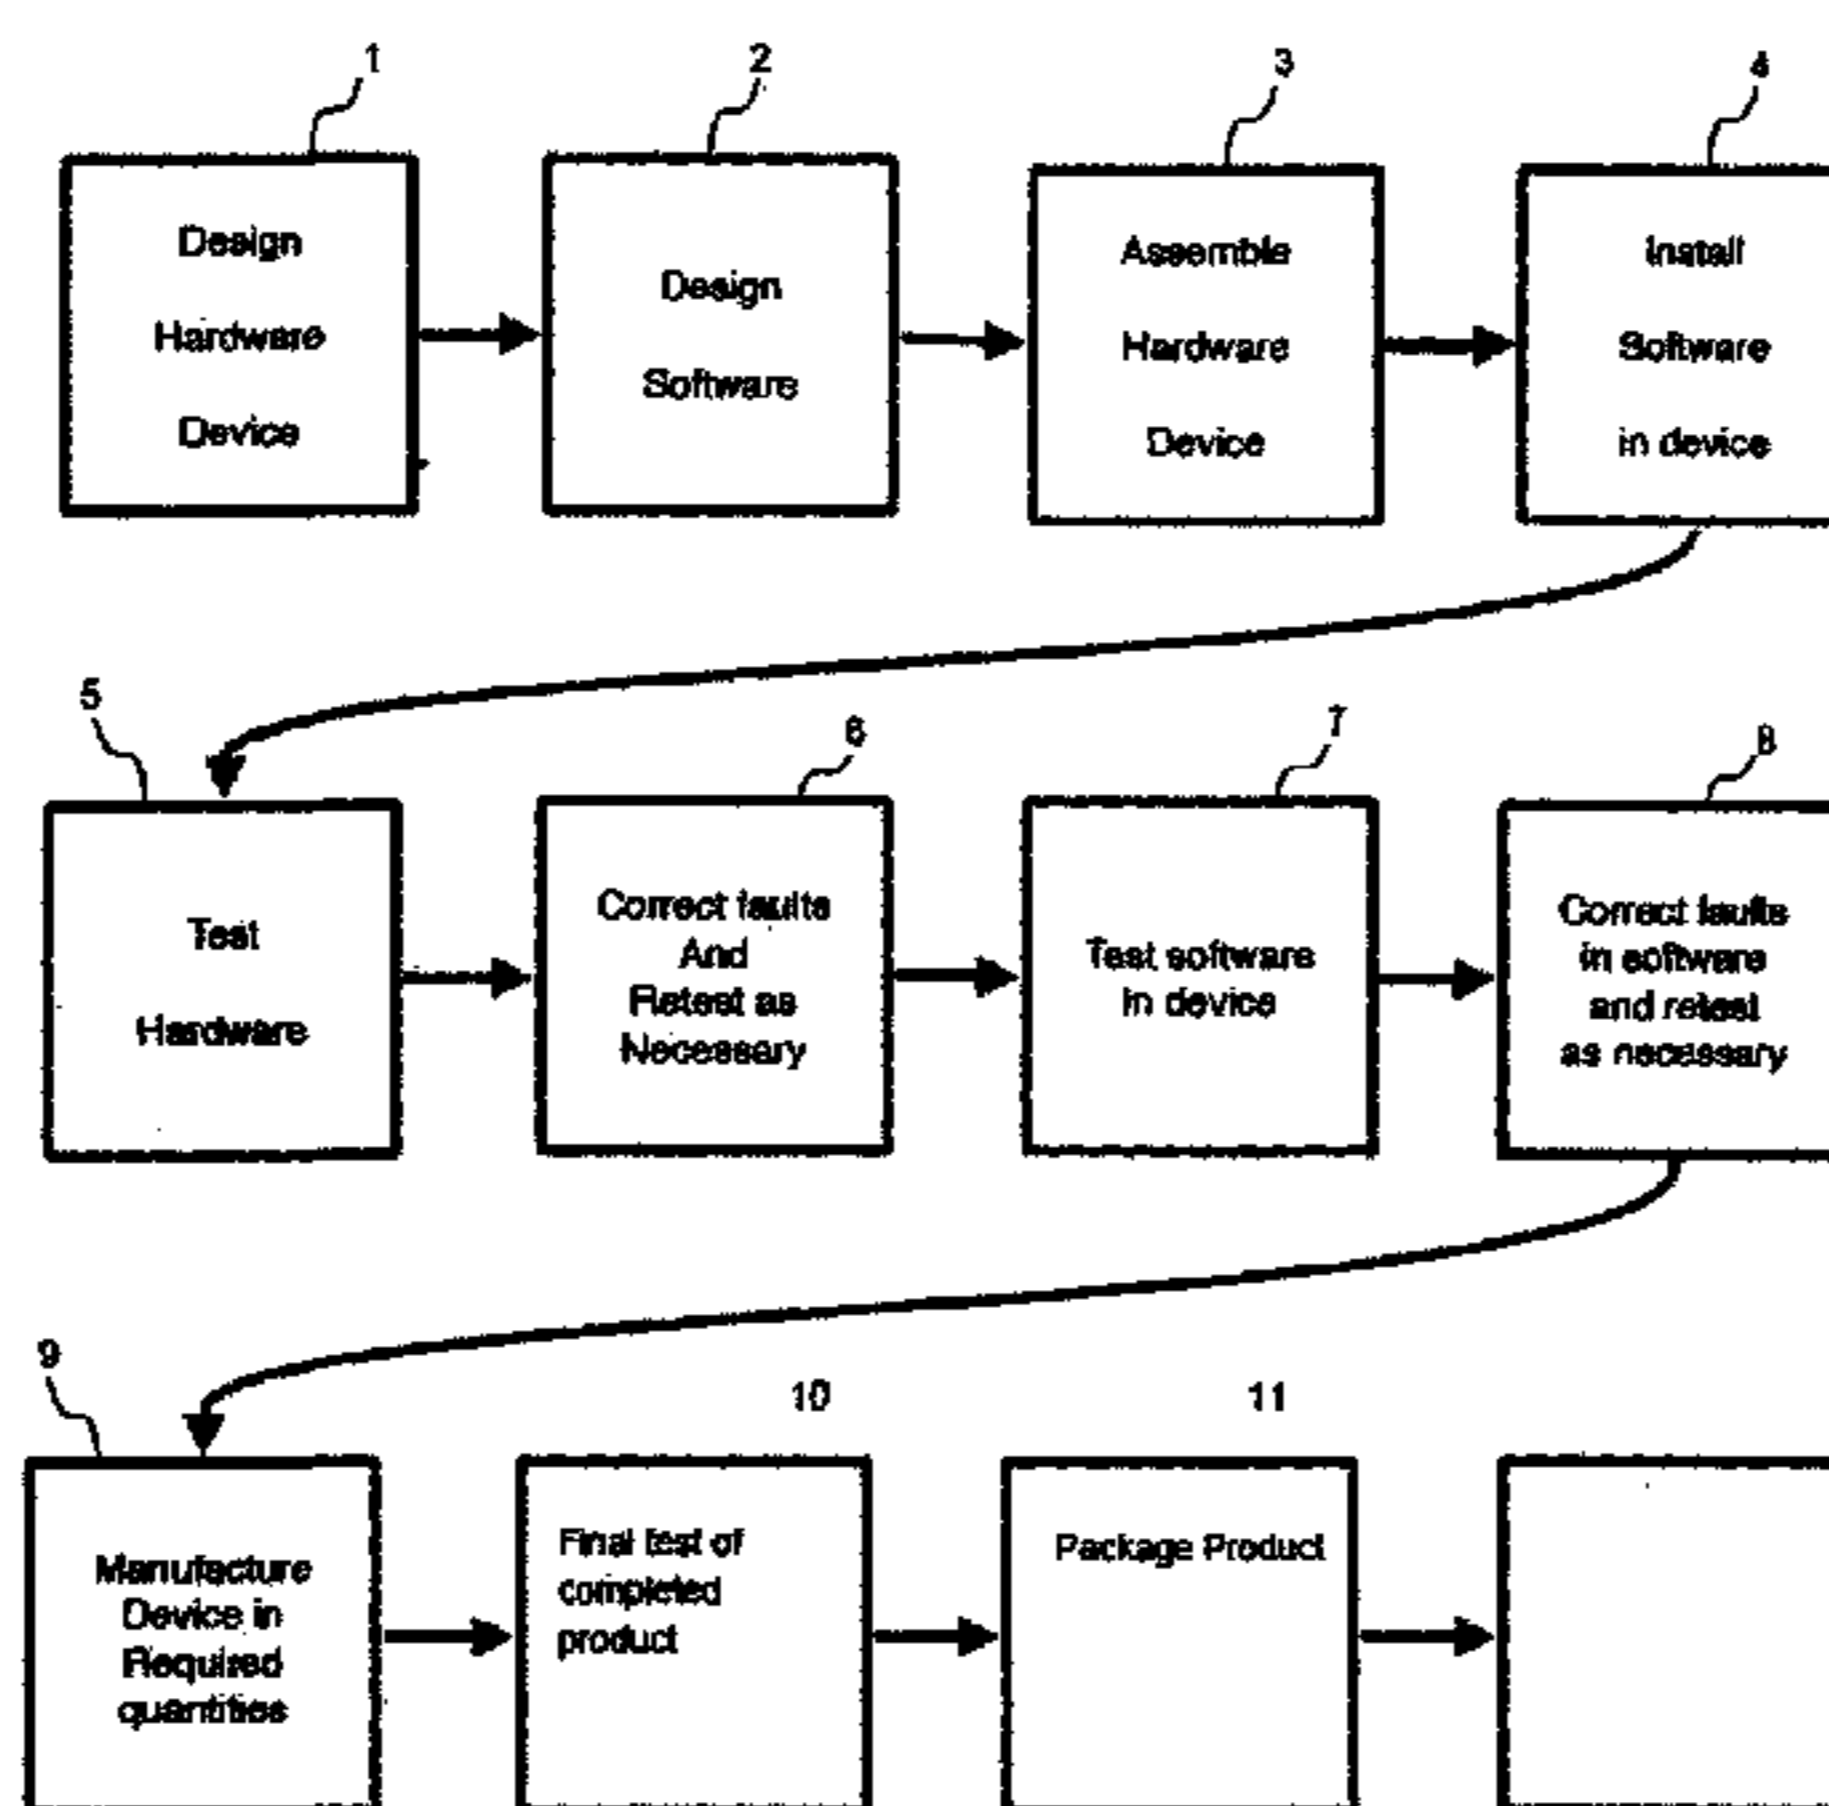 1
2
3
4
Design
Hardware
Device
Design
Software
Assemble
Hardware
Device
Install
Software
in device
5
6
7
8
Test
Hardware
Correct faults
And
Retest as
Necessary
Test software
in device
Correct faults
in software
and retest
as necessary
9
10
11
Manufacture
Device in
Required
quantities
Final test of
completed
product
Package Product